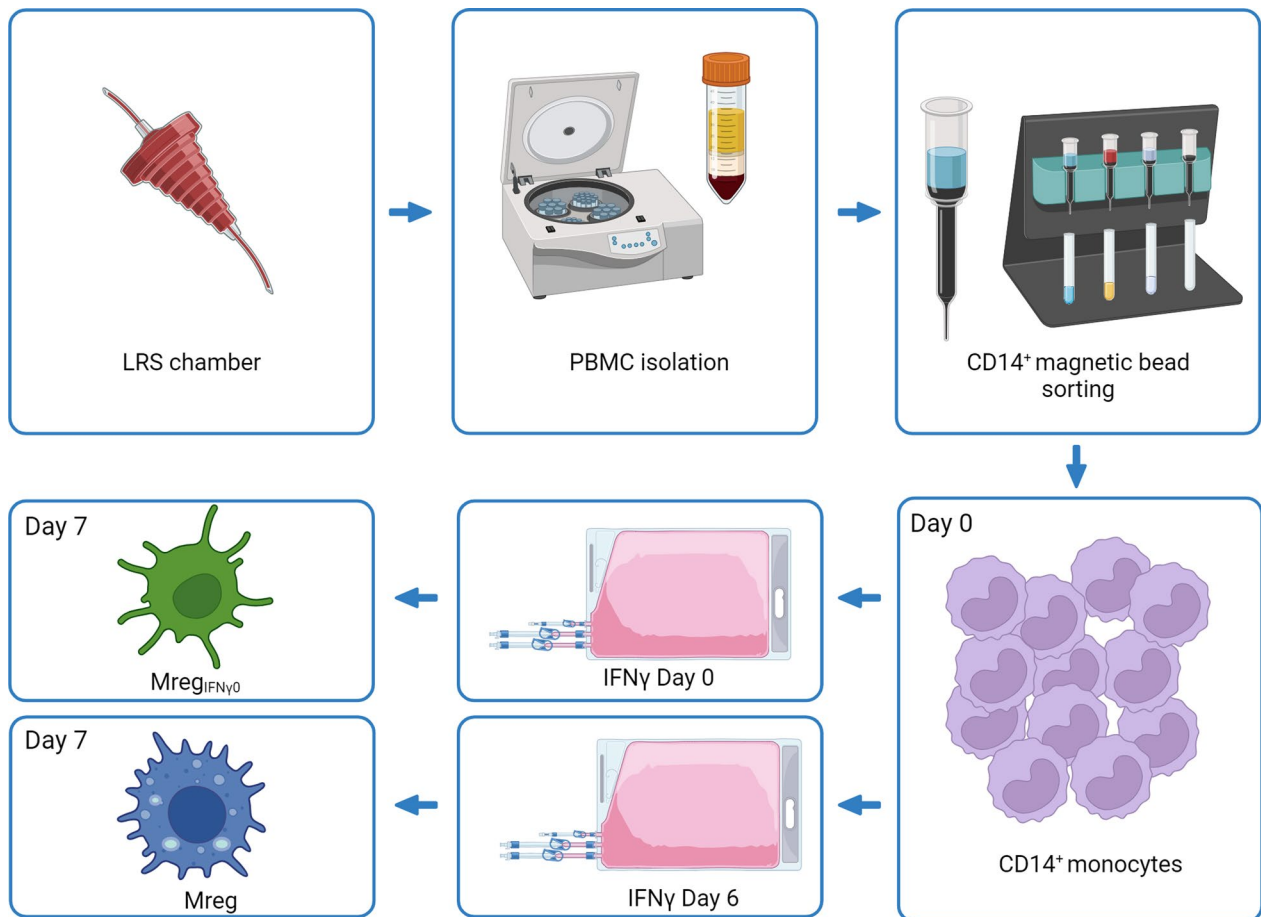 LRS chamber
PBMC isolation
CD14⁺ magnetic bead
sorting
Day 0
CD14⁺ monocytes
IFNγ Day 0
Day 7
MregIFNγ0
IFNγ Day 6
Day 7
Mreg